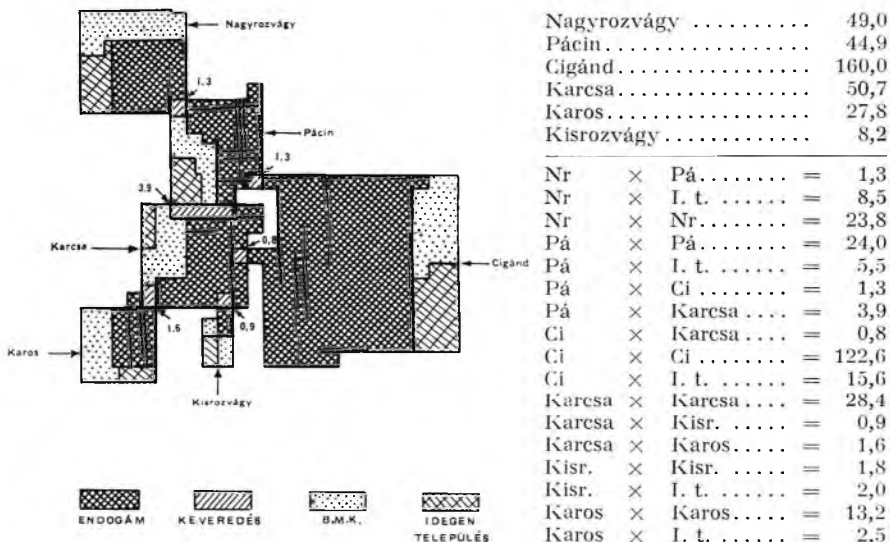 Nagyrozvágy
1,3
Pácin
1,3
3,9
Karcsa
0,8
Cigánd
1,6
0,9
Karos
Kisrozvágy
ENDOGÁM
KEVEREDÉS
B.M.K.
IDEGEN
TELEPÜLÉS
Nagyrozvágy ............ 49,0
Pácin.................. 44,9
Cigánd................ 160,0
Karcsa................. 50,7
Karos.................. 27,8
Kisrozvágy.............. 8,2
Nr × Pá....... = 1,3
Nr × I. t. ...... = 8,5
Nr × Nr ....... = 23,8
Pá × Pá....... = 24,0
Pá × I. t. ...... = 5,5
Pá × Ci ....... = 1,3
Pá × Karcsa .... = 3,9
Ci × Karcsa .... = 0,8
Ci × Ci ....... = 122,6
Ci × I. t. ...... = 15,6
Karcsa × Karcsa .... = 28,4
Karcsa × Kisr. ..... = 0,9
Karcsa × Karos..... = 1,6
Kisr. × Kisr. ..... = 1,8
Kisr. × I. t. ...... = 2,0
Karos × Karos..... = 13,2
Karos × I. t. ...... = 2,5